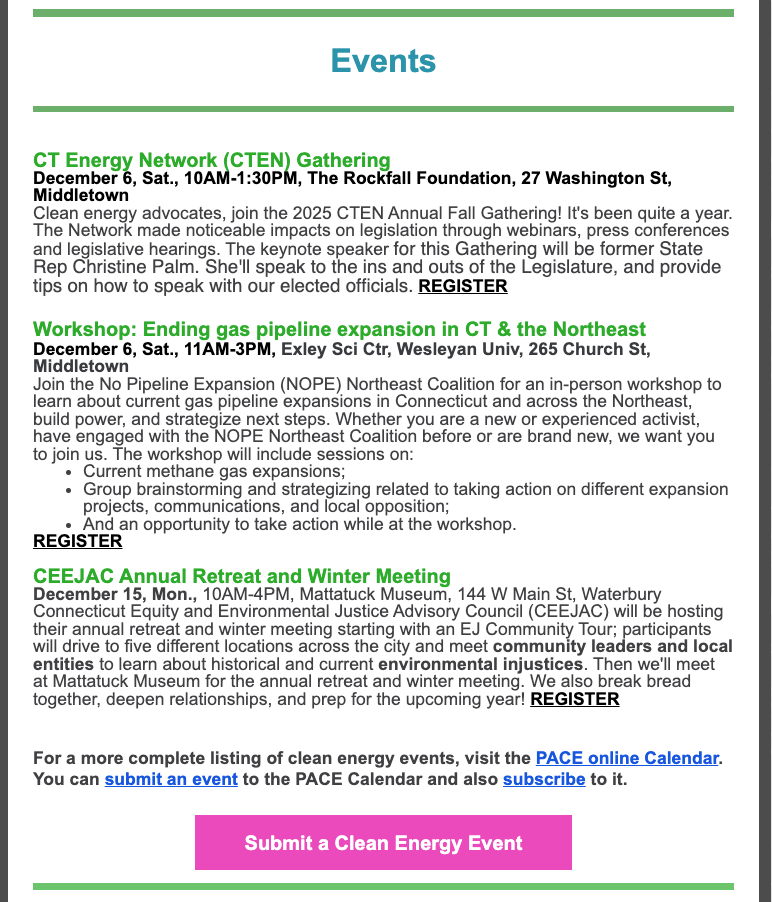 Events
CT Energy Network (CTEN) Gathering
December 6, Sat., 10AM-1:30PM, The Rockfall Foundation, 27 Washington St,
Middletown
Clean energy advocates, join the 2025 CTEN Annual Fall Gathering! It's been quite a year.
The Network made noticeable impacts on legislation through webinars, press conferences
and legislative hearings. The keynote speaker for this Gathering will be former State
Rep Christine Palm. She'll speak to the ins and outs of the Legislature, and provide
tips on how to speak with our elected officials. REGISTER
Workshop: Ending gas pipeline expansion in CT & the Northeast
December 6, Sat., 11AM-3PM, Exley Sci Ctr, Wesleyan Univ, 265 Church St,
Middletown
Join the No Pipeline Expansion (NOPE) Northeast Coalition for an in-person workshop to
learn about current gas pipeline expansions in Connecticut and across the Northeast,
build power, and strategize next steps. Whether you are a new or experienced activist,
have engaged with the NOPE Northeast Coalition before or are brand new, we want you
to join us. The workshop will include sessions on:
• Current methane gas expansions;
• Group brainstorming and strategizing related to taking action on different expansion
projects, communications, and local opposition;
• And an opportunity to take action while at the workshop.
REGISTER
CEEJAC Annual Retreat and Winter Meeting
December 15, Mon., 10AM-4PM, Mattatuck Museum, 144 W Main St, Waterbury
Connecticut Equity and Environmental Justice Advisory Council (CEEJAC) will be hosting
their annual retreat and winter meeting starting with an EJ Community Tour; participants
will drive to five different locations across the city and meet community leaders and local
entities to learn about historical and current environmental injustices. Then we'll meet
at Mattatuck Museum for the annual retreat and winter meeting. We also break bread
together, deepen relationships, and prep for the upcoming year! REGISTER
For a more complete listing of clean energy events, visit the PACE online Calendar.
You can submit an event to the PACE Calendar and also subscribe to it.
Submit a Clean Energy Event